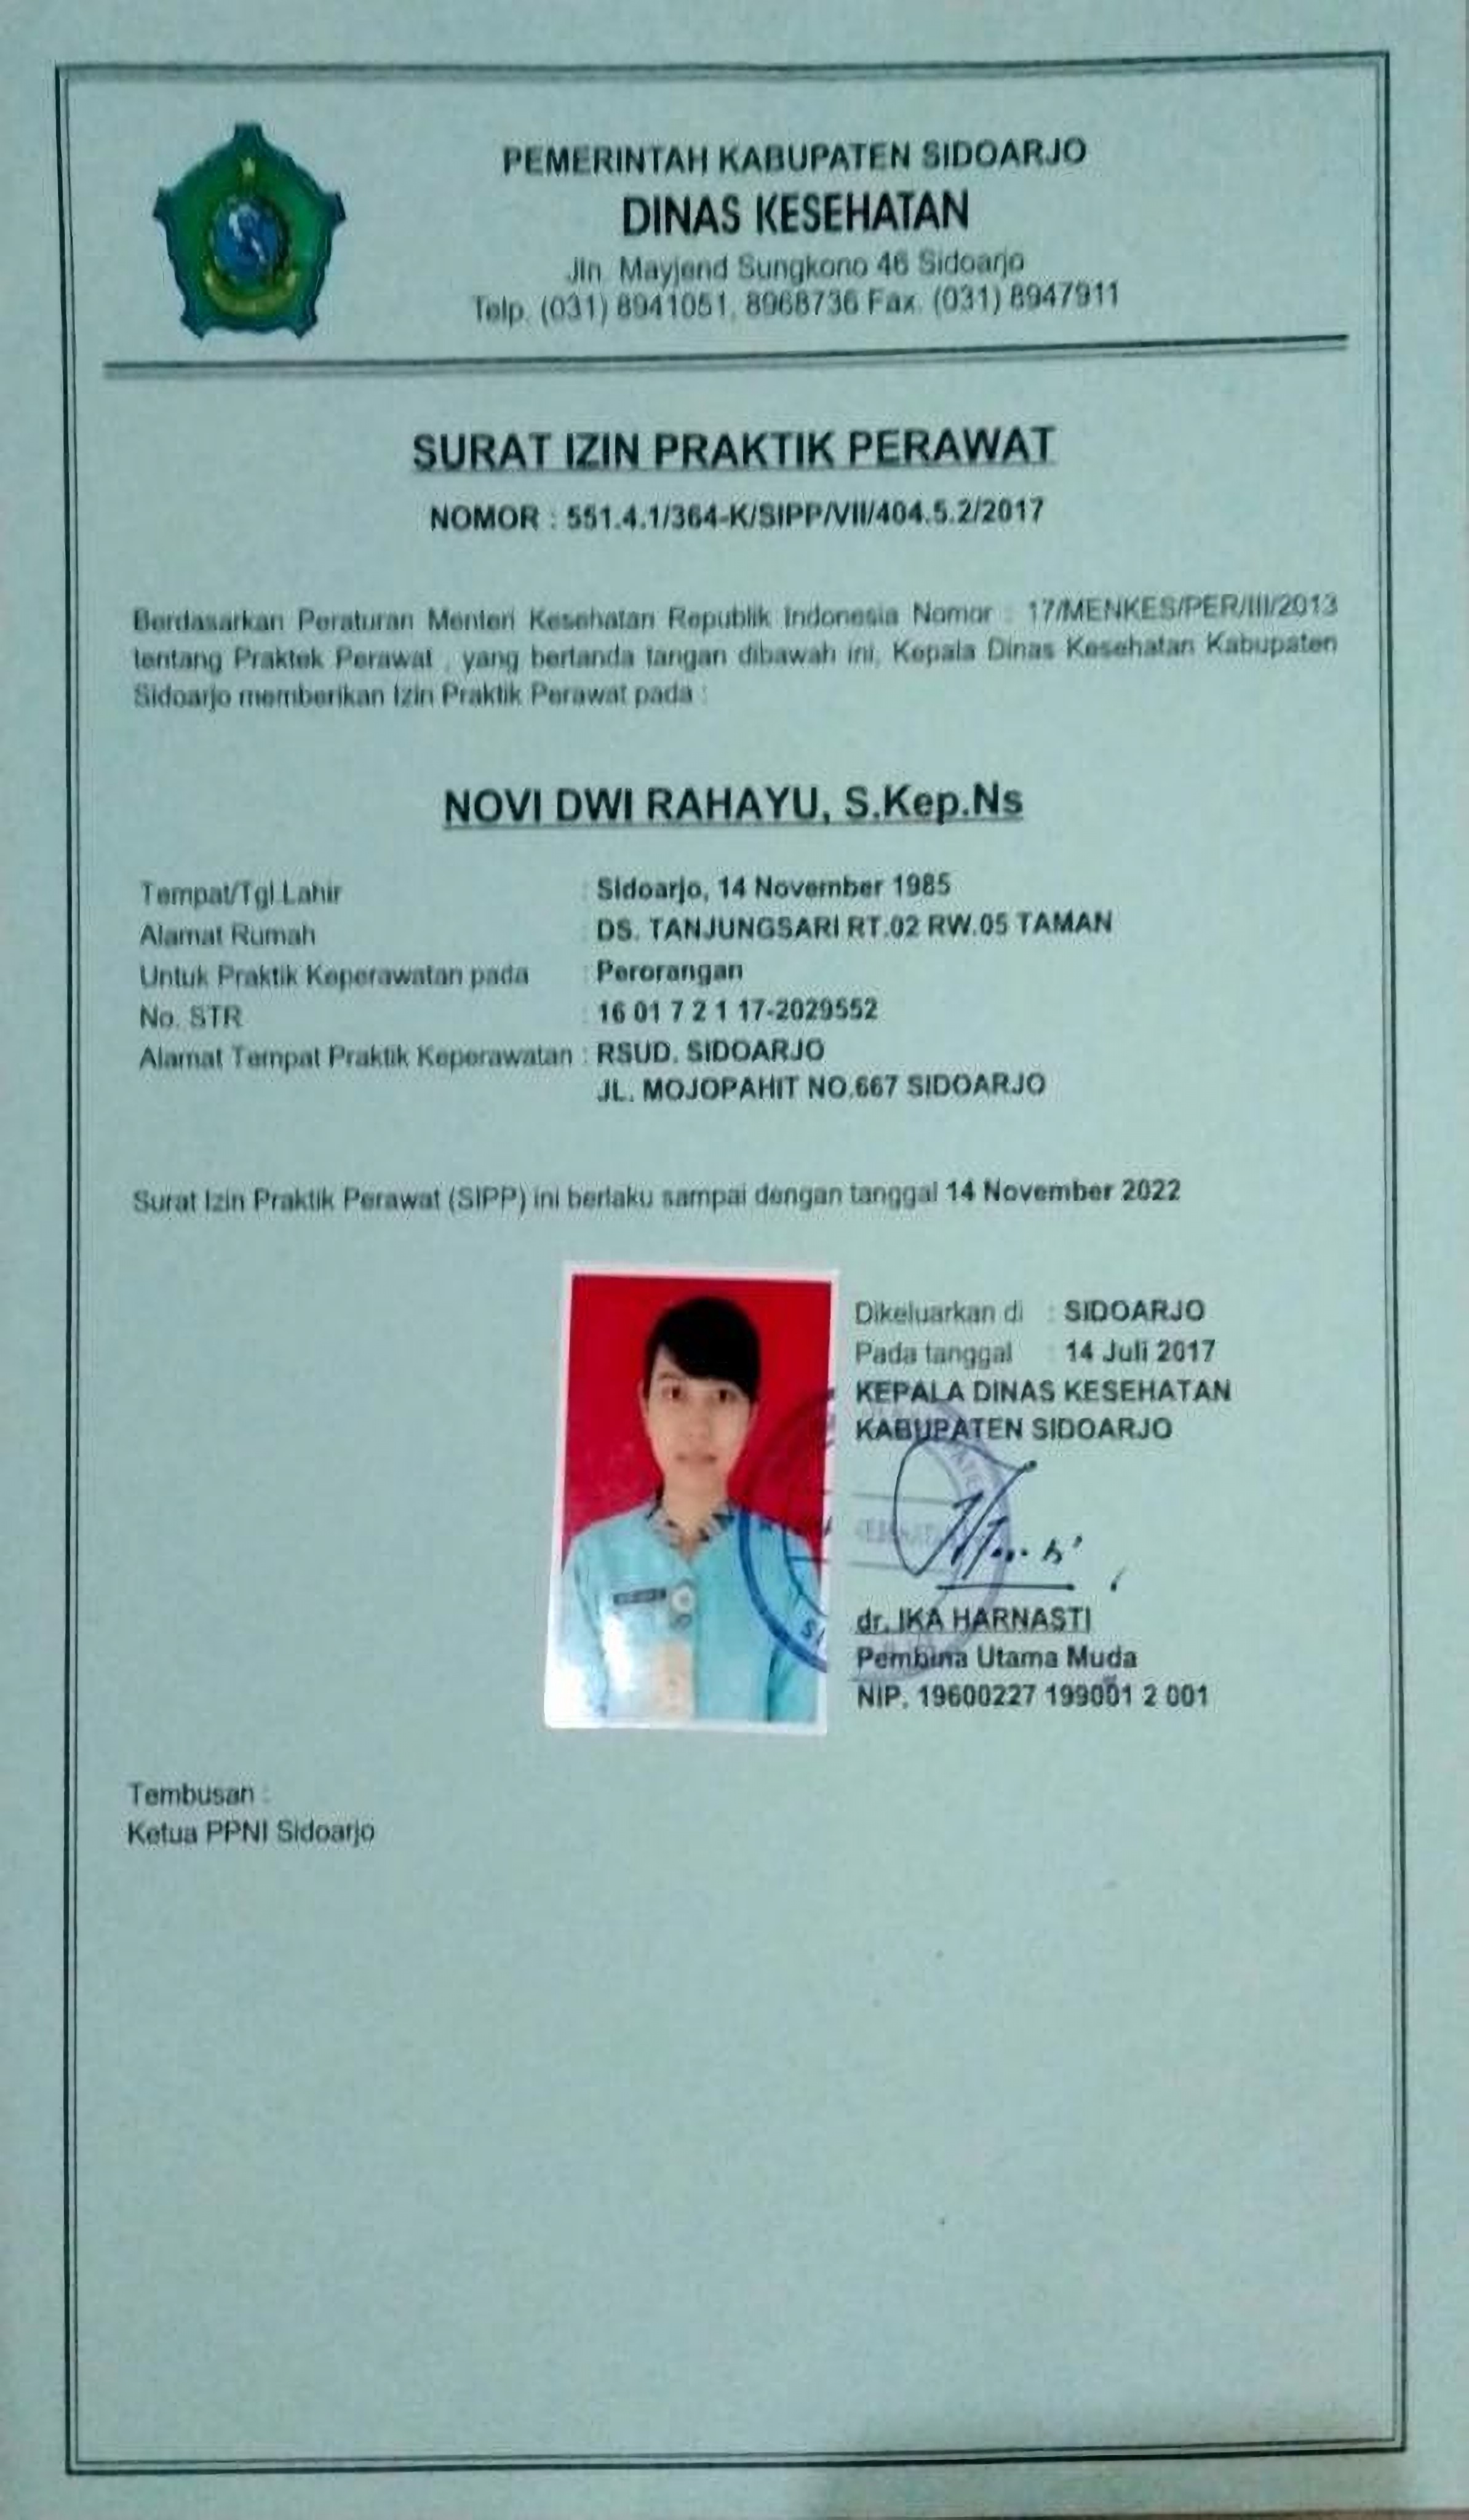 PEMERINTAH KABUPATEN SIDOARJO
DINAS KESEHATAN
Jln. Mayjend Sungkono 46 Sidoarjo
Telp. (031) 8941051, 8968736 Fax. (031) 8947911
SURAT IZIN PRAKTIK PERAWAT
NOMOR : 551.4.1/364-K/SIPP/VII/404.5.2/2017
Berdasarkan Peraturan Menteri Kesehatan Republik Indonesia Nomor : 17/MENKES/PER/III/2013
tentang Praktek Perawat , yang bertanda tangan dibawah ini, Kepala Dinas Kesehatan Kabupaten
Sidoarjo memberikan Izin Praktik Perawat pada :
NOVI DWI RAHAYU, S.Kep.Ns
Tempat/Tgl.Lahir : Sidoarjo, 14 November 1985
Alamat Rumah : DS. TANJUNGSARI RT.02 RW.05 TAMAN
Untuk Praktik Keperawatan pada : Perorangan
No. STR : 16 01 7 2 1 17-2029552
Alamat Tempat Praktik Keperawatan : RSUD. SIDOARJO
JL. MOJOPAHIT NO.667 SIDOARJO
Surat Izin Praktik Perawat (SIPP) ini berlaku sampai dengan tanggal 14 November 2022
Dikeluarkan di : SIDOARJO
Pada tanggal : 14 Juli 2017
KEPALA DINAS KESEHATAN
KABUPATEN SIDOARJO
dr. IKA HARNASTI
Pembina Utama Muda
NIP. 19600227 199001 2 001
Tembusan :
Ketua PPNI Sidoarjo